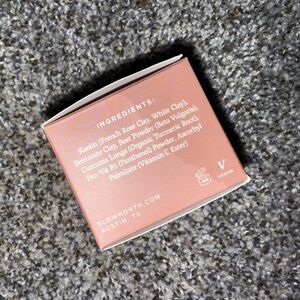 INGREDIENTS:
Kaolin (French Rose Clay, White Clay),
Bentonite Clay, Beet Powder (Beta Vulgaris),
Curcuma Longa (Organic Turmeric Root),
Pro-Vit B5 (Panthenol) Powder, Ascorbyl
Palmitate (Vitamin C Ester)
SLOWNORTH.COM
AUSTIN, TX
V
VEGAN